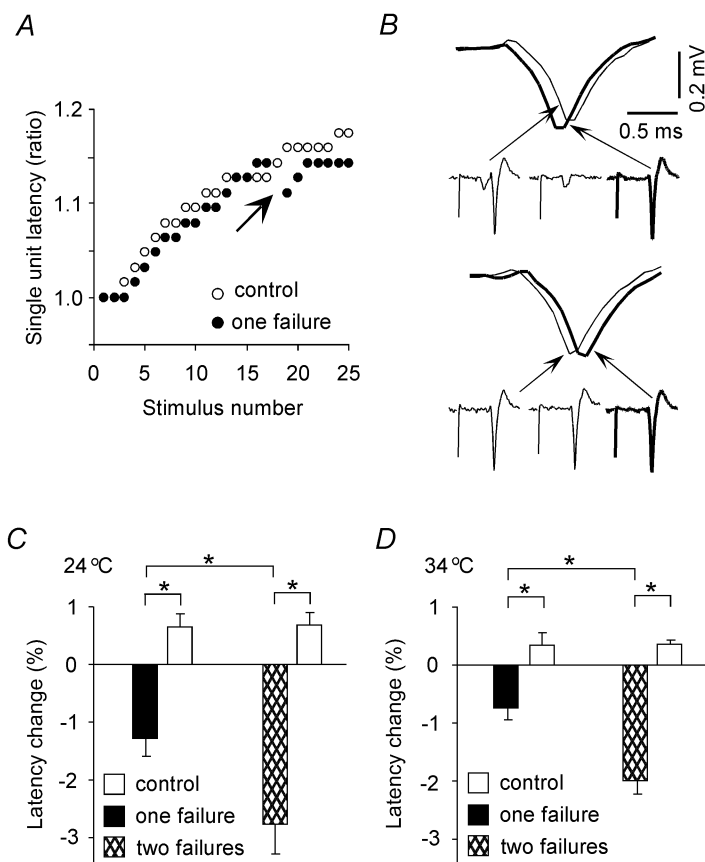 A
Single unit latency (ratio)
1.2
1.1
1.0
0 5 10 15 20 25
Stimulus number
control
one failure
B
0.2 mV
0.5 ms
C
24 ºC
*
* *
Latency change (%)
1
0
-1
-2
-3
control
one failure
two failures
D
34 ºC
*
* *
Latency change (%)
1
0
-1
-2
-3
control
one failure
two failures